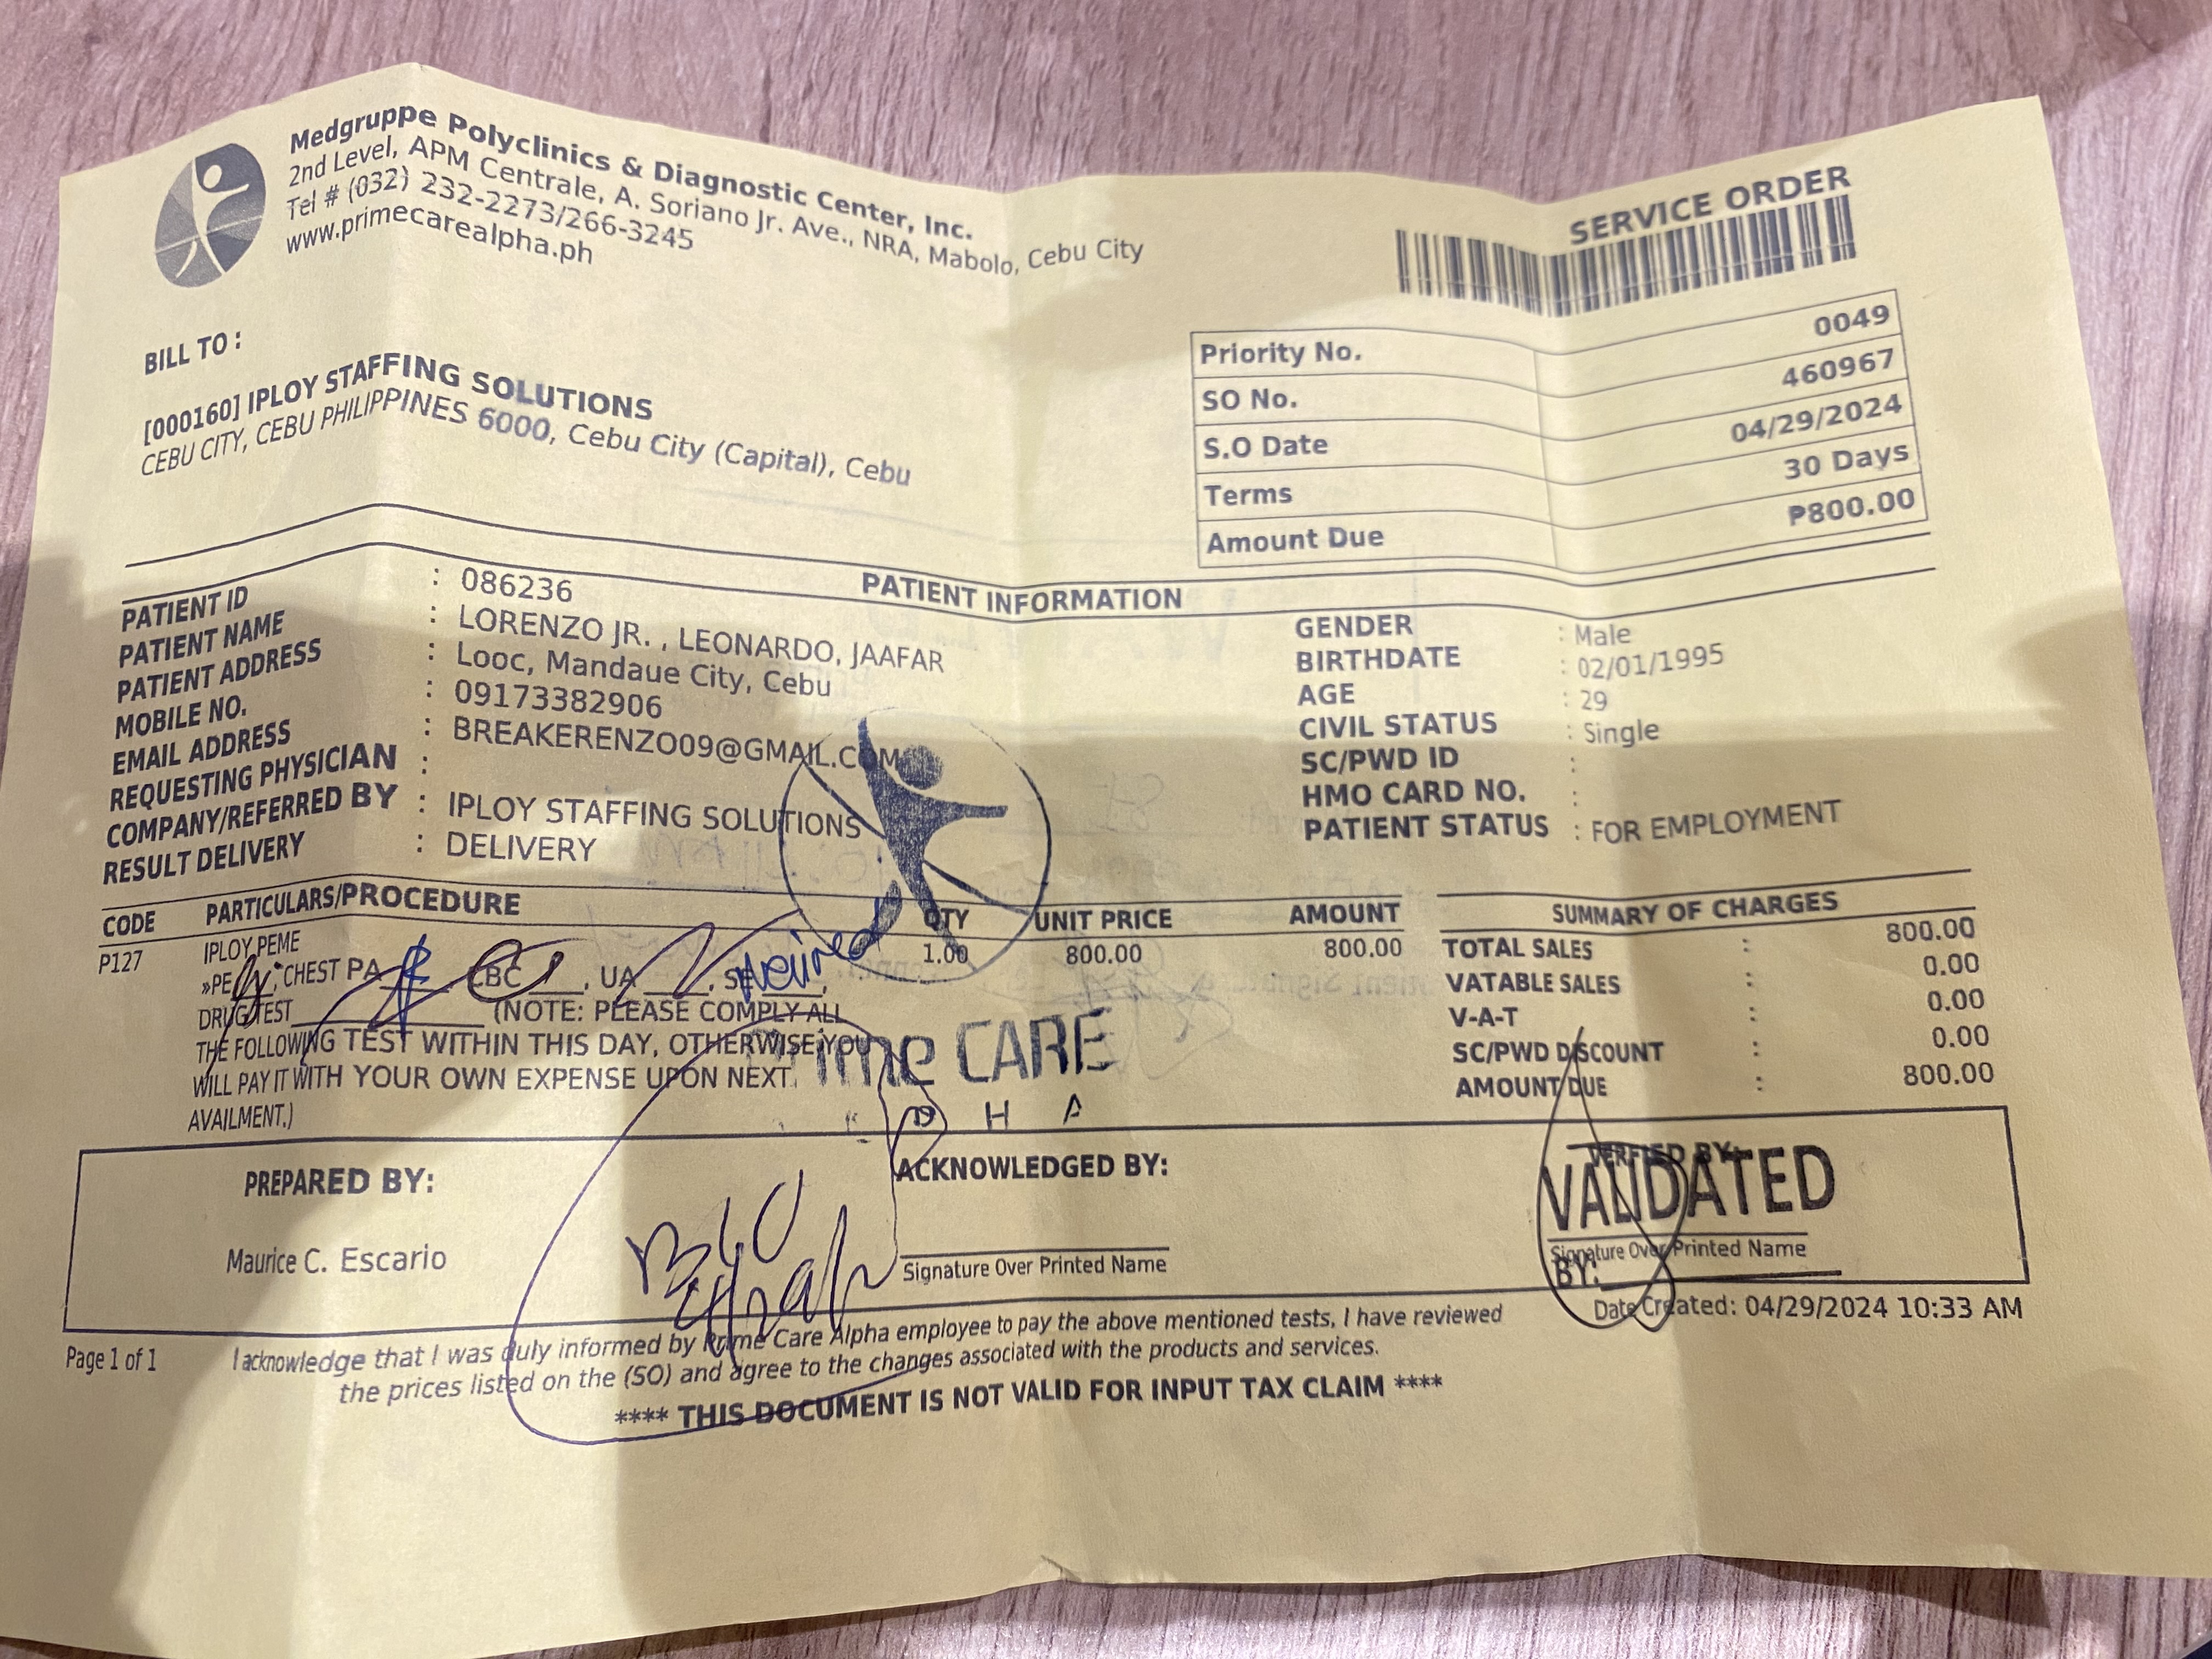 Medgruppe Polyclinics & Diagnostic Center, Inc.
2nd Level, APM Centrale, A. Soriano Jr. Ave., NRA, Mabolo, Cebu City
Tel # (032) 232-2273/266-3245
www.primecarealpha.ph
SERVICE ORDER
BILL TO :
[000160] IPLOY STAFFING SOLUTIONS
CEBU CITY, CEBU PHILIPPINES 6000, Cebu City (Capital), Cebu
Priority No. 0049
SO No. 460967
S.O Date 04/29/2024
Terms 30 Days
Amount Due ₱800.00
PATIENT INFORMATION
PATIENT ID : 086236
PATIENT NAME : LORENZO JR. , LEONARDO, JAAFAR
PATIENT ADDRESS : Looc, Mandaue City, Cebu
MOBILE NO. : 09173382906
EMAIL ADDRESS : BREAKERENZO09@GMAIL.COM
REQUESTING PHYSICIAN :
COMPANY/REFERRED BY : IPLOY STAFFING SOLUTIONS
RESULT DELIVERY : DELIVERY
GENDER : Male
BIRTHDATE : 02/01/1995
AGE : 29
CIVIL STATUS : Single
SC/PWD ID :
HMO CARD NO. :
PATIENT STATUS : FOR EMPLOYMENT
CODE PARTICULARS/PROCEDURE QTY UNIT PRICE AMOUNT
P127 IPLOY PEME 1.00 800.00 800.00
»PE , CHEST PA , CBC , UA ,
DRUG TEST (NOTE: PLEASE COMPLY ALL
THE FOLLOWING TEST WITHIN THIS DAY, OTHERWISE YOU
WILL PAY IT WITH YOUR OWN EXPENSE UPON NEXT
AVAILMENT.)
Prime CARE
SUMMARY OF CHARGES
TOTAL SALES : 800.00
VATABLE SALES : 0.00
V-A-T : 0.00
SC/PWD DISCOUNT : 0.00
AMOUNT DUE : 800.00
PREPARED BY:
Maurice C. Escario
ACKNOWLEDGED BY:
Signature Over Printed Name
VERIFIED BY:
VALIDATED
Signature Over Printed Name
BY:
Date Created: 04/29/2024 10:33 AM
Page 1 of 1
I acknowledge that I was duly informed by Prime Care Alpha employee to pay the above mentioned tests, I have reviewed
the prices listed on the (SO) and agree to the changes associated with the products and services.
**** THIS DOCUMENT IS NOT VALID FOR INPUT TAX CLAIM ****